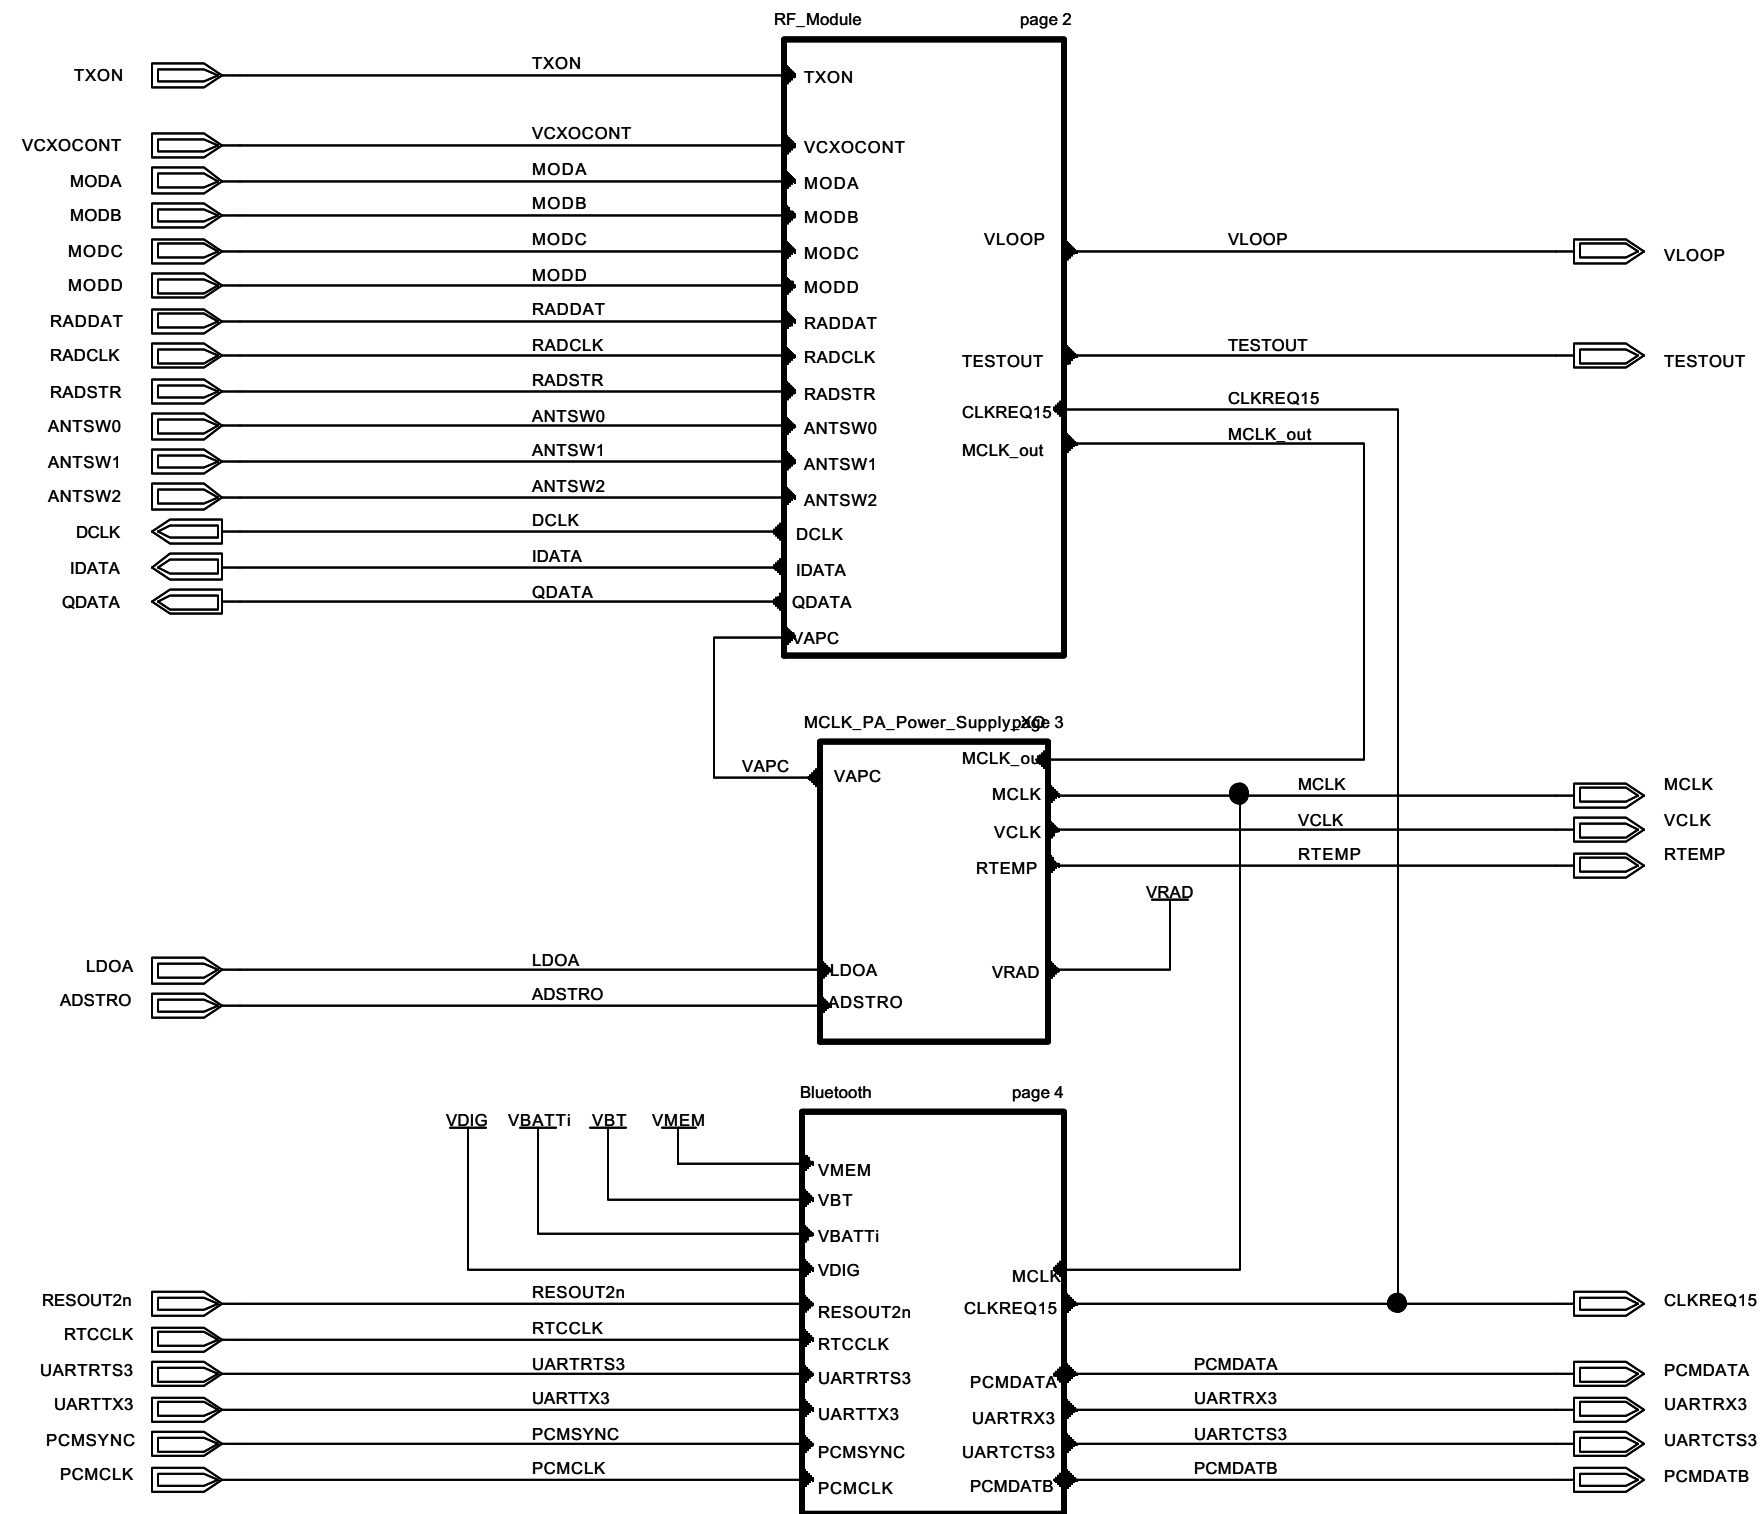 RF_Module page 2
TXON TXON TXON
VCXOCONT VCXOCONT VCXOCONT
MODA MODA MODA
MODB MODB MODB
MODC MODC MODC
VLOOP VLOOP VLOOP
MODD MODD MODD
RADDAT RADDAT RADDAT
RADCLK RADCLK RADCLK
TESTOUT TESTOUT TESTOUT
RADSTR RADSTR RADSTR
CLKREQ15 CLKREQ15
ANTSW0 ANTSW0 ANTSW0
MCLK_out MCLK_out
ANTSW1 ANTSW1 ANTSW1
ANTSW2 ANTSW2 ANTSW2
DCLK DCLK DCLK
IDATA IDATA IDATA
QDATA QDATA QDATA
VAPC
MCLK_PA_Power_Supply_XO page 3
MCLK_out
VAPC VAPC
MCLK MCLK MCLK
VCLK VCLK VCLK
RTEMP RTEMP RTEMP
VRAD
LDOA LDOA LDOA VRAD
ADSTRO ADSTRO ADSTRO
Bluetooth page 4
VDIG VBATTi VBT VMEM
VMEM
VBT
VBATTi
VDIG MCLK
RESOUT2n RESOUT2n RESOUT2n CLKREQ15 CLKREQ15
RTCCLK RTCCLK RTCCLK
UARTRTS3 UARTRTS3 UARTRTS3 PCMDATA PCMDATA PCMDATA
UARTTX3 UARTTX3 UARTTX3 UARTRX3 UARTRX3 UARTRX3
PCMSYNC PCMSYNC PCMSYNC UARTCTS3 UARTCTS3 UARTCTS3
PCMCLK PCMCLK PCMCLK PCMDATB PCMDATB PCMDATB